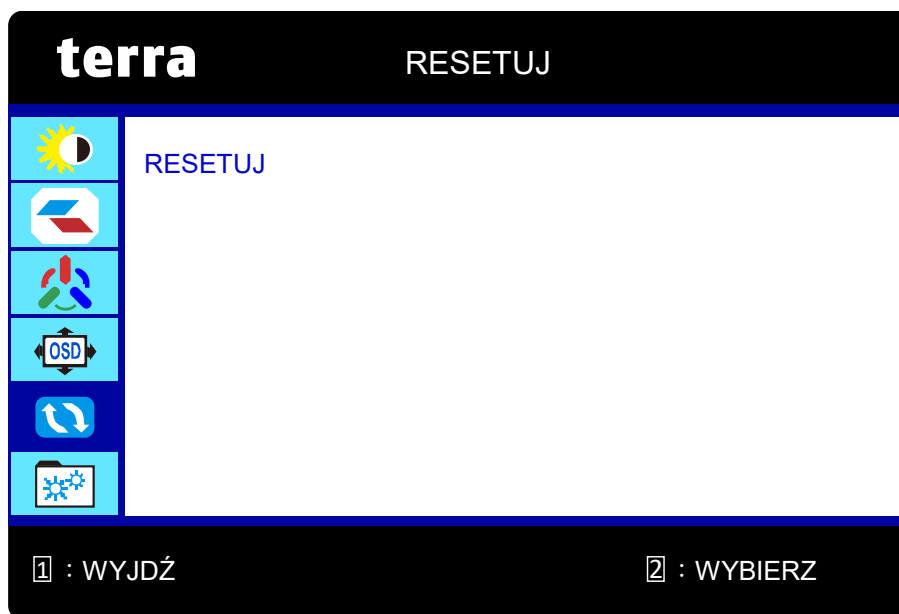 terra
RESETUJ
RESETUJ
OSD
1 : WYJDŹ
2 : WYBIERZ